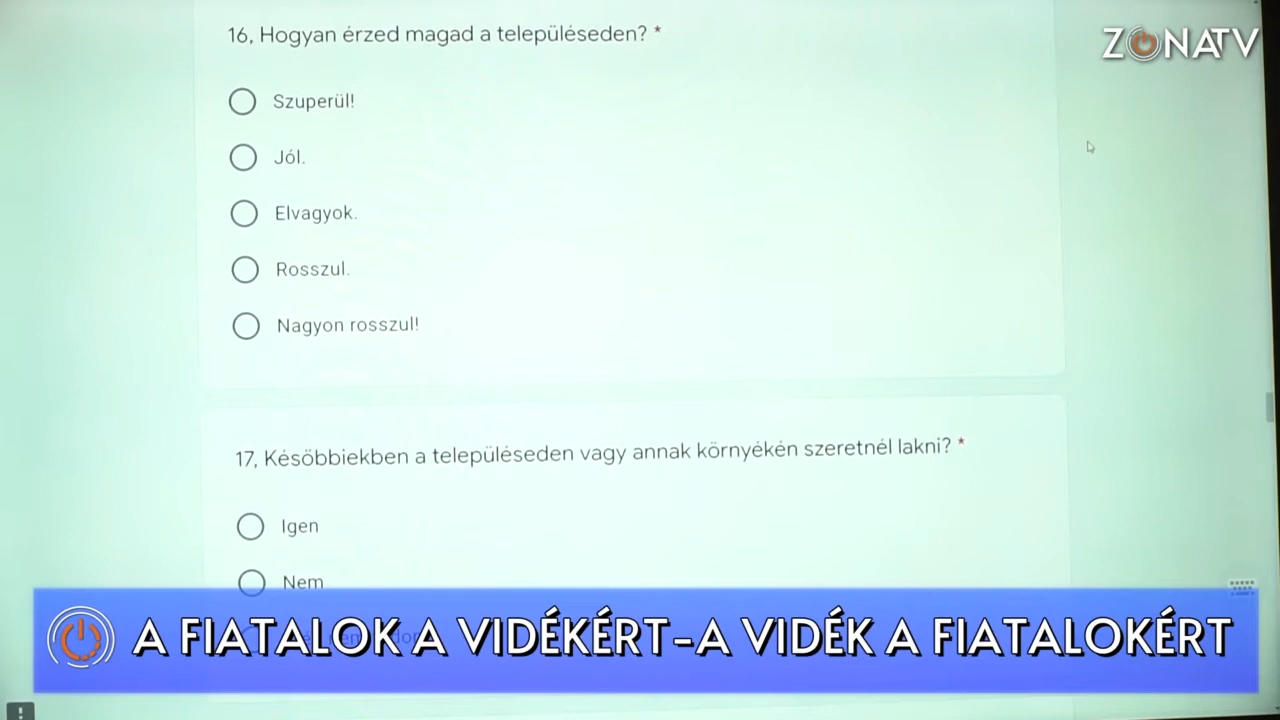 16, Hogyan érzed magad a településeden? *
ZONATV
Szuperül!
Jól.
Elvagyok.
Rosszul.
Nagyon rosszul!
17, Későbbiekben a településeden vagy annak környékén szeretnél lakni? *
Igen
Nem
A FIATALOK A VIDÉKÉRT-A VIDÉK A FIATALOKÉRT